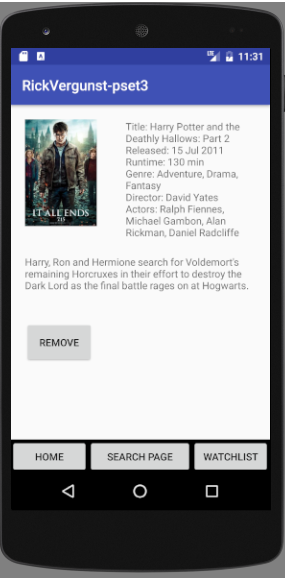 11:31
RickVergunst-pset3
IT ALL ENDS
Title: Harry Potter and the
Deathly Hallows: Part 2
Released: 15 Jul 2011
Runtime: 130 min
Genre: Adventure, Drama,
Fantasy
Director: David Yates
Actors: Ralph Fiennes,
Michael Gambon, Alan
Rickman, Daniel Radcliffe
Harry, Ron and Hermione search for Voldemort's
remaining Horcruxes in their effort to destroy the
Dark Lord as the final battle rages on at Hogwarts.
REMOVE
HOME
SEARCH PAGE
WATCHLIST